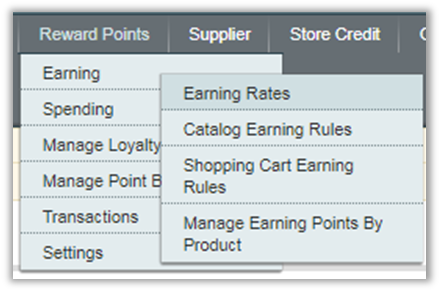 Reward Points
Supplier
Store Credit
Earning
Spending
Manage Loyalty
Manage Point B
Transactions
Settings
Earning Rates
Catalog Earning Rules
Shopping Cart Earning
Rules
Manage Earning Points By
Product